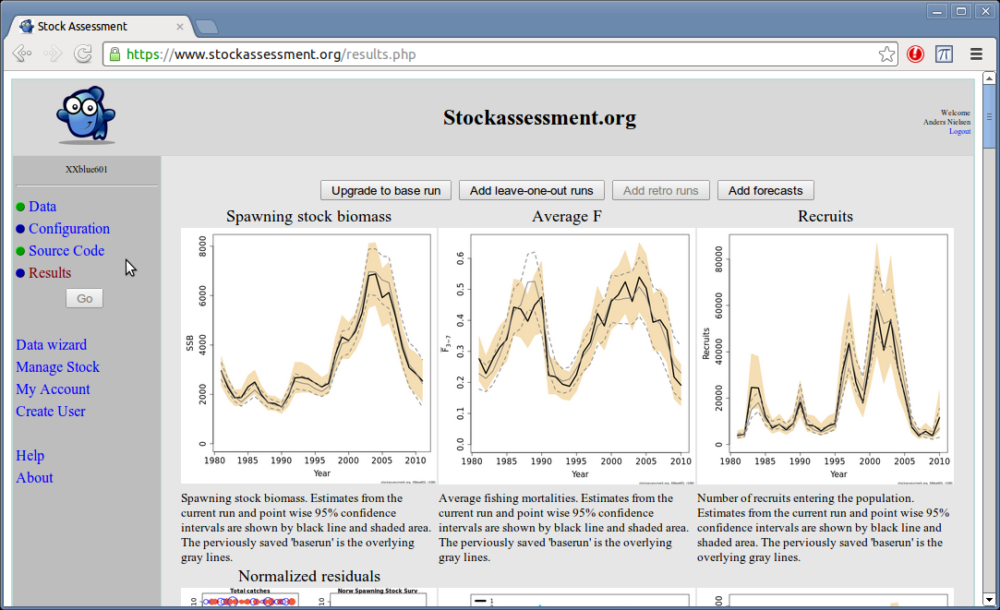 Stock Assessment
https://www.stockassessment.org/results.php
Stockassessment.org
Welcome
Anders Nielsen
Logout
XXblue601
Data
Configuration
Source Code
Results
Go
Data wizard
Manage Stock
My Account
Create User
Help
About
Upgrade to base run
Add leave-one-out runs
Add retro runs
Add forecasts
Spawning stock biomass
SSB
8000
6000
4000
2000
0
1980 1985 1990 1995 2000 2005 2010
Year
Spawning stock biomass. Estimates from the
current run and point wise 95% confidence
intervals are shown by black line and shaded area.
The perviously saved 'baserun' is the overlying
gray lines.
Average F
F̅3−7
0.6
0.5
0.4
0.3
0.2
0.1
0.0
1980 1985 1990 1995 2000 2005 2010
Year
Average fishing mortalities. Estimates from the
current run and point wise 95% confidence
intervals are shown by black line and shaded area.
The perviously saved 'baserun' is the overlying
gray lines.
Recruits
Recruits
80000
60000
40000
20000
0
1980 1985 1990 1995 2000 2005 2010
Year
Number of recruits entering the population.
Estimates from the current run and point wise 95%
confidence intervals are shown by black line and
shaded area. The perviously saved 'baserun' is the
overlying gray lines.
Normalized residuals
Total catches
Norw Spawning Stock Surv
10
10
1